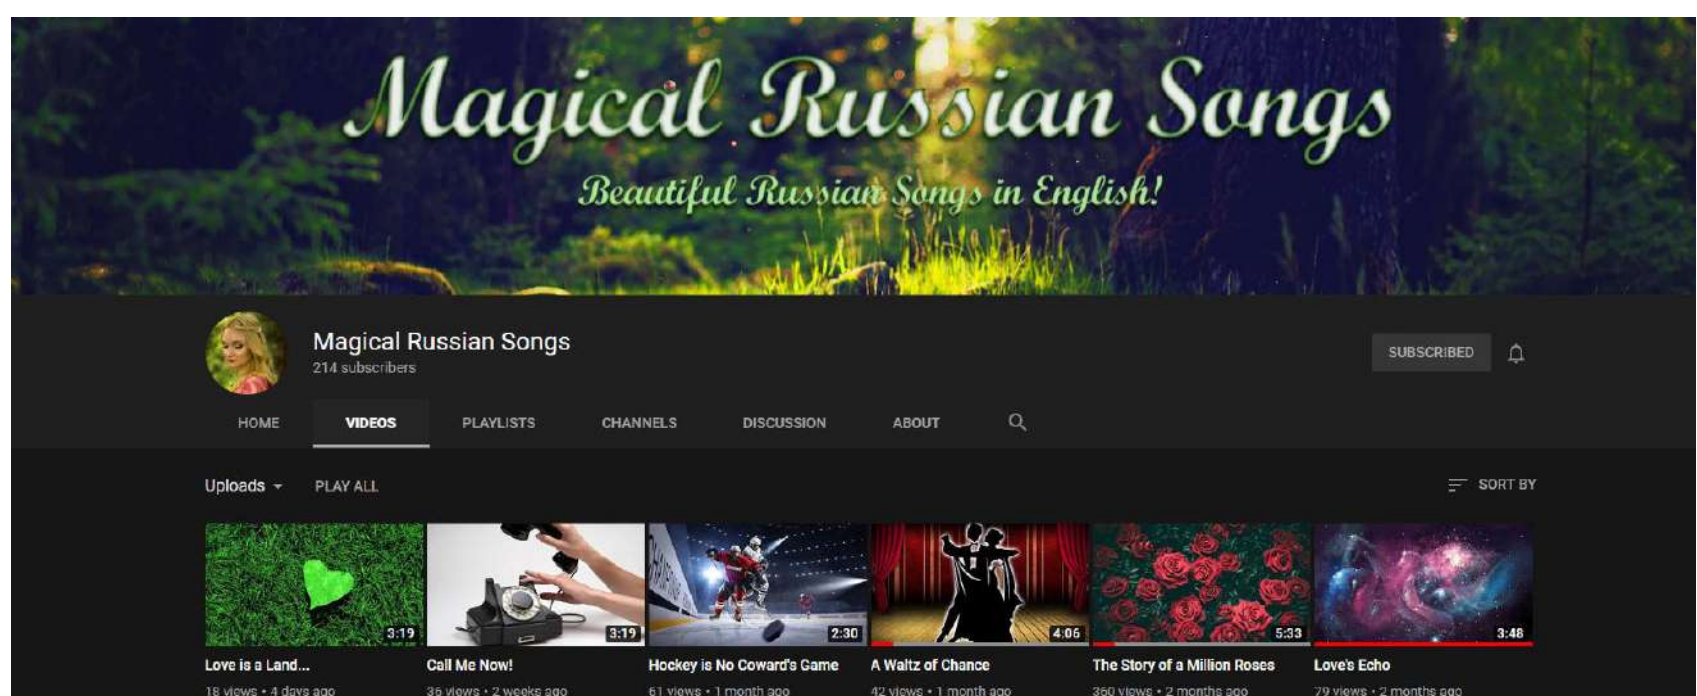 Magical Russian Songs
Beautiful Russian Songs in English!
Magical Russian Songs
214 subscribers
SUBSCRIBED
HOME VIDEOS PLAYLISTS CHANNELS DISCUSSION ABOUT
Uploads PLAY ALL SORT BY
3:19 3:19 2:30 4:06 5:33 3:48
Love is a Land... Call Me Now! Hockey is No Coward's Game A Waltz of Chance The Story of a Million Roses Love's Echo
18 views • 4 days ago 36 views • 2 weeks ago 61 views • 1 month ago 42 views • 1 month ago 360 views • 2 months ago 79 views • 2 months ago